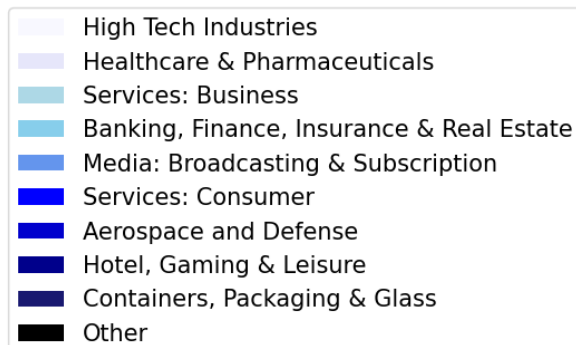 High Tech Industries
Healthcare & Pharmaceuticals
Services: Business
Banking, Finance, Insurance & Real Estate
Media: Broadcasting & Subscription
Services: Consumer
Aerospace and Defense
Hotel, Gaming & Leisure
Containers, Packaging & Glass
Other